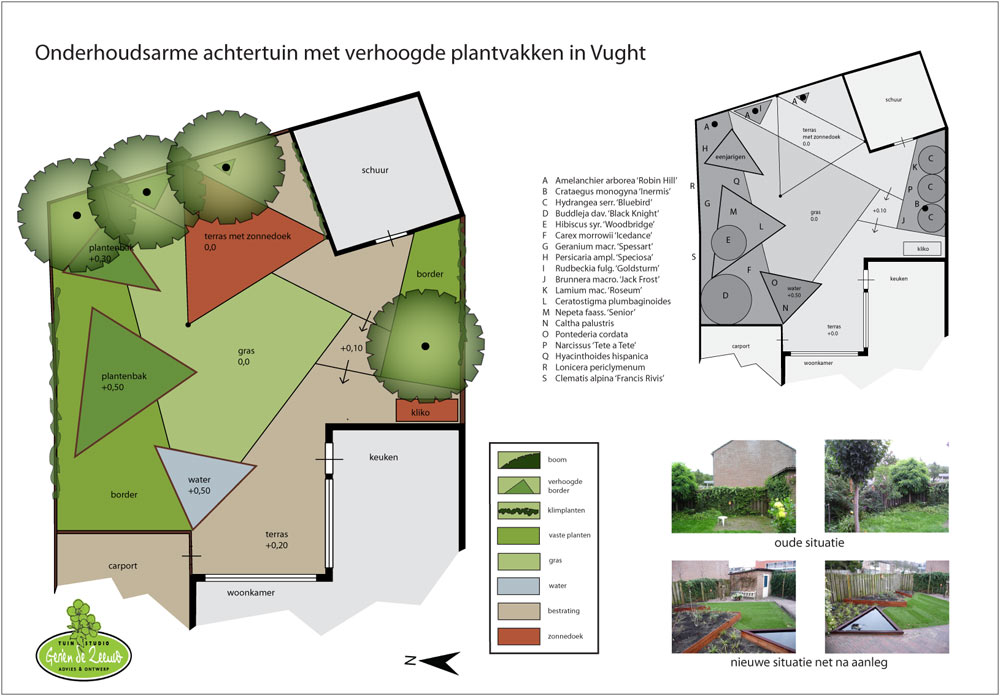 Onderhoudsarme achtertuin met verhoogde plantvakken in Vught
schuur
terras met zonnedoek
0,0
plantenbak
+0,30
border
gras
0,0
+0,10
plantenbak
+0,50
kliko
keuken
water
+0,50
border
terras
+0,20
carport
woonkamer
TUIN STUDIO
Gerien de Leeuw
ADVIES & ONTWERP
N
boom
verhoogde
border
klimplanten
vaste planten
gras
water
bestrating
zonnedoek
A Amelanchier arborea ‘Robin Hill’
B Crataegus monogyna ‘Inermis’
C Hydrangea serr. ‘Bluebird’
D Buddleja dav. ‘Black Knight’
E Hibiscus syr. ‘Woodbridge’
F Carex morrowii ‘Icedance’
G Geranium macr. ‘Spessart’
H Persicaria ampl. ‘Speciosa’
I Rudbeckia fulg. ‘Goldsturm’
J Brunnera macro. ‘Jack Frost’
K Lamium mac. ‘Roseum’
L Ceratostigma plumbaginoides
M Nepeta faass. ‘Senior’
N Caltha palustris
O Pontederia cordata
P Narcissus ‘Tete a Tete’
Q Hyacinthoides hispanica
R Lonicera periclymenum
S Clematis alpina ‘Francis Rivis’
schuur
A
A I
A
terras
met zonnedoek
0.0
H
eenjarigen
K
C
R
Q
P
C
G
M
gras
0.0
+0.10
B
C
J
L
E
S
kliko
F
O
keuken
D
water
+0.50
N
terras
+0.0
carport
woonkamer
oude situatie
nieuwe situatie net na aanleg